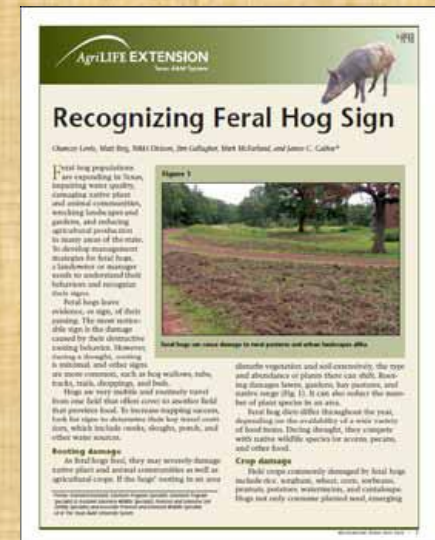 AgriLIFE EXTENSION
Texas A&M System
Recognizing Feral Hog Sign
Feral hog populations
are expanding in Texas,
impairing water quality,
damaging native plant
and animal communities,
wrecking landscapes and
gardens, and reducing
agricultural production
in many areas of the state.
To develop management
strategies for feral hogs,
a landowner or manager
needs to understand their
behaviors and recognize
their signs.
Feral hogs leave
evidence, or sign, of their
passing. The most notice-
able sign is the damage
caused by their destructive
rooting behavior. However,
during a drought, rooting
is minimal, and other signs
are more common, such as hog wallows, rubs,
tracks, trails, droppings, and beds.
Hogs are very mobile and routinely travel
from one field that offers cover to another field
that provides food. To increase trapping success,
look for signs to determine their key travel corri-
dors, which include creeks, sloughs, ponds, and
other water sources.
Rooting damage
As feral hogs feed, they may severely damage
native plant and animal communities as well as
agricultural crops. If the hogs' rooting in an area
Figure 1
Feral hogs can cause damage to rural pastures and urban landscapes alike.
disturbs vegetation and soil extensively, the type
and abundance of plants there can shift. Root-
ing damages lawns, gardens, hay pastures, and
native range (Fig. 1). It can also reduce the num-
ber of plant species in an area.
Feral hog diets differ throughout the year,
depending on the availability of a wide variety
of food items. During drought, they compete
with native wildlife species for acorns, pecans,
and other food.
Crop damage
Field crops commonly damaged by feral hogs
include rice, sorghum, wheat, corn, soybeans,
peanuts, potatoes, watermelons, and cantaloupe.
Hogs not only consume planted seed, emerging